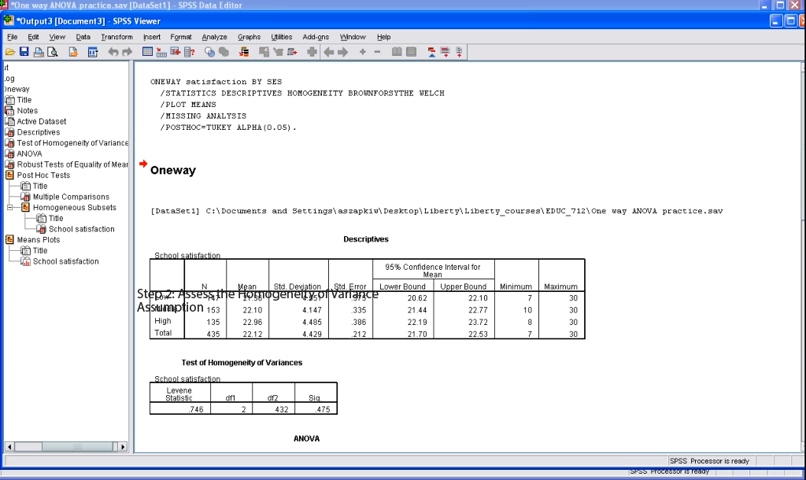 *One way ANOVA practice.sav [DataSet1] - SPSS Data Editor
*Output3 [Document3] - SPSS Viewer
File Edit View Data Transform Insert Format Analyze Graphs Utilities Add-ons Window Help
Log
Oneway
Title
Notes
Active Dataset
Descriptives
Test of Homogeneity of Variance
ANOVA
Robust Tests of Equality of Mean
Post Hoc Tests
Title
Multiple Comparisons
Homogeneous Subsets
Title
School satisfaction
Means Plots
Title
School satisfaction
ONEWAY satisfaction BY SES
/STATISTICS DESCRIPTIVES HOMOGENEITY BROWNFORSYTHE WELCH
/PLOT MEANS
/MISSING ANALYSIS
/POSTHOC=TUKEY ALPHA(0.05).
Oneway
[DataSet1] C:\Documents and Settings\aszapkiw\Desktop\Liberty\Liberty_courses\EDUC_712\One way ANOVA practice.sav
Descriptives
School satisfaction
95% Confidence Interval for
Mean
N Mean Std. Deviation Std. Error Lower Bound Upper Bound Minimum Maximum
Step 2: Assess the Homogeneity of Variance
Assumption
20.62 22.10 7 30
153 22.10 4.147 .335 21.44 22.77 10 30
High 135 22.96 4.485 .386 22.19 23.72 8 30
Total 435 22.12 4.429 .212 21.70 22.53 7 30
Test of Homogeneity of Variances
School satisfaction
Levene
Statistic df1 df2 Sig.
.746 2 432 .475
ANOVA
SPSS Processor is ready
SPSS Processor is ready